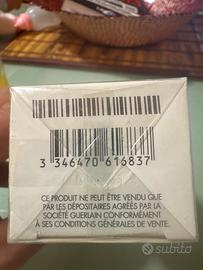 3 346470 616837
CE PRODUIT NE PEUT ÊTRE VENDU QUE
PAR LES DÉPOSITAIRES AGRÉÉS PAR LA
SOCIÉTÉ GUERLAIN CONFORMÉMENT
À SES CONDITIONS GÉNÉRALES DE VENTE.
subito